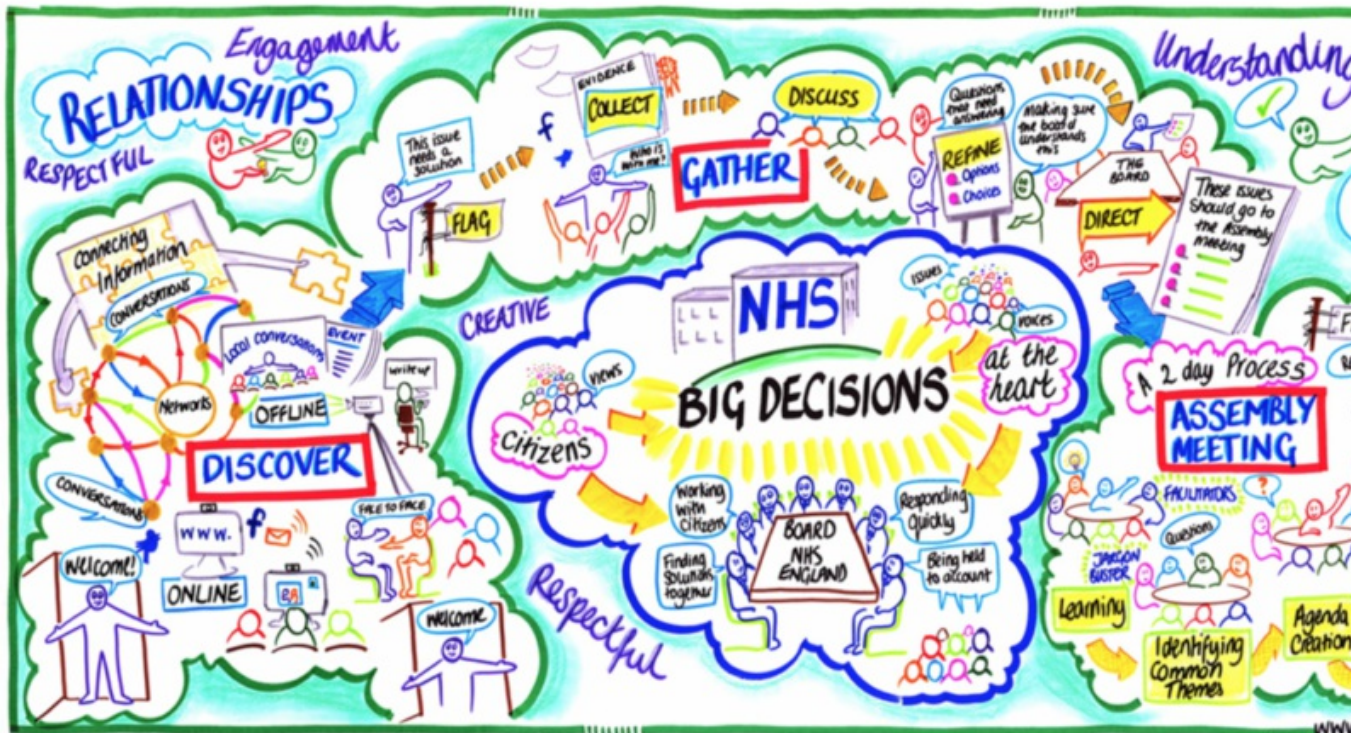 Engagement
RELATIONSHIPS
RESPECTFUL
Connecting
Information
CONVERSATIONS
Networks
LOCAL conversations
EVENT
OFFLINE
Write up
DISCOVER
CONVERSATIONS
WWW.
f
ONLINE
FACE TO FACE
Welcome!
Welcome
This issue
needs a
solution
FLAG
EVIDENCE
COLLECT
f
Who is
with me?
GATHER
DISCUSS
Questions
that need
answering
REFINE
Options
Choices
Making sure
the board
understands
this
THE
BOARD
DIRECT
These issues
should go to
the Assembly
Meeting
Understanding
CREATIVE
NHS
BIG DECISIONS
Citizens
views
issues
voices
at the
heart
Working
with
Citizens
Finding
Solutions
together
BOARD
NHS
ENGLAND
Responding
Quickly
Being held
to account
Respectful
A 2 day Process
ASSEMBLY
MEETING
FACILITATORS
?
Questions
JARGON
BUSTER
Learning
Identifying
Common
Themes
Agenda
Creation
www